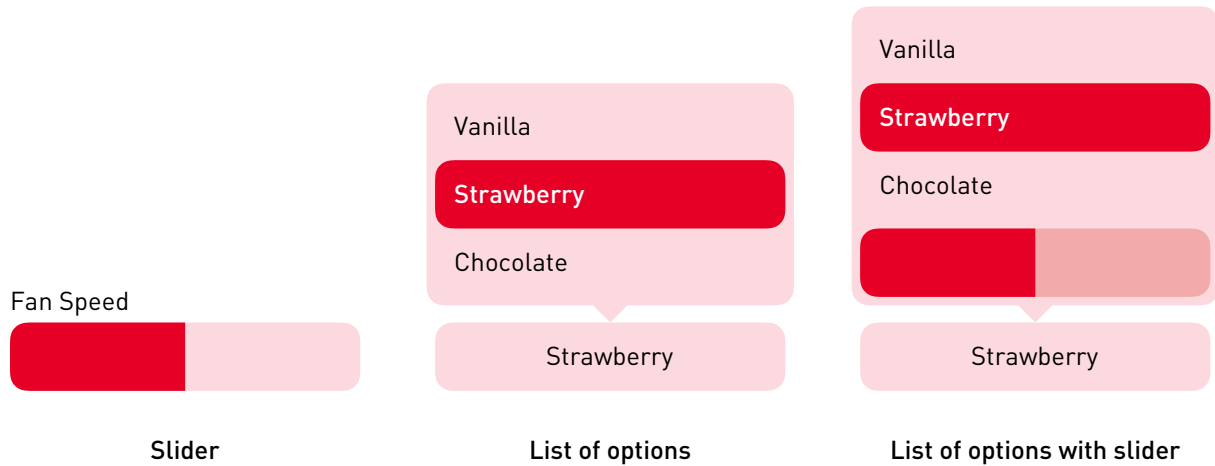 Fan Speed
Slider
Vanilla
Strawberry
Chocolate
Strawberry
List of options
Vanilla
Strawberry
Chocolate
Strawberry
List of options with slider